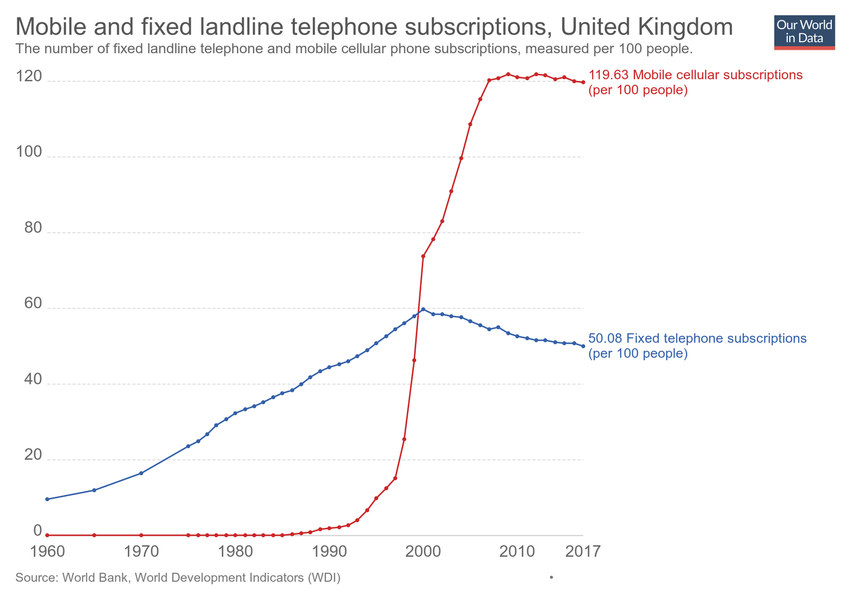 Mobile and fixed landline telephone subscriptions, United Kingdom
The number of fixed landline telephone and mobile cellular phone subscriptions, measured per 100 people.
Our World
in Data
120
119.63 Mobile cellular subscriptions
(per 100 people)
100
80
60
50.08 Fixed telephone subscriptions
(per 100 people)
40
20
0
1960 1970 1980 1990 2000 2010 2017
Source: World Bank, World Development Indicators (WDI)